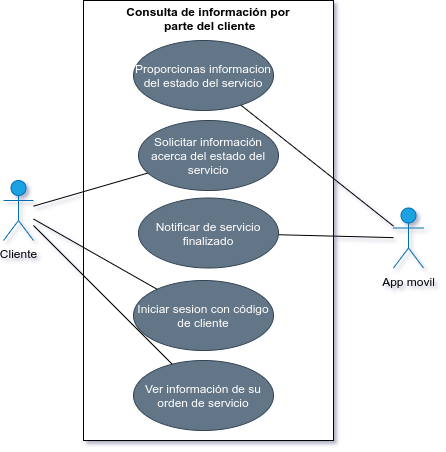 Consulta de información por
parte del cliente
Proporcionas informacion
del estado del servicio
Solicitar información
acerca del estado del
servicio
Notificar de servicio
finalizado
Cliente
App movil
Iniciar sesion con código
de cliente
Ver información de su
orden de servicio